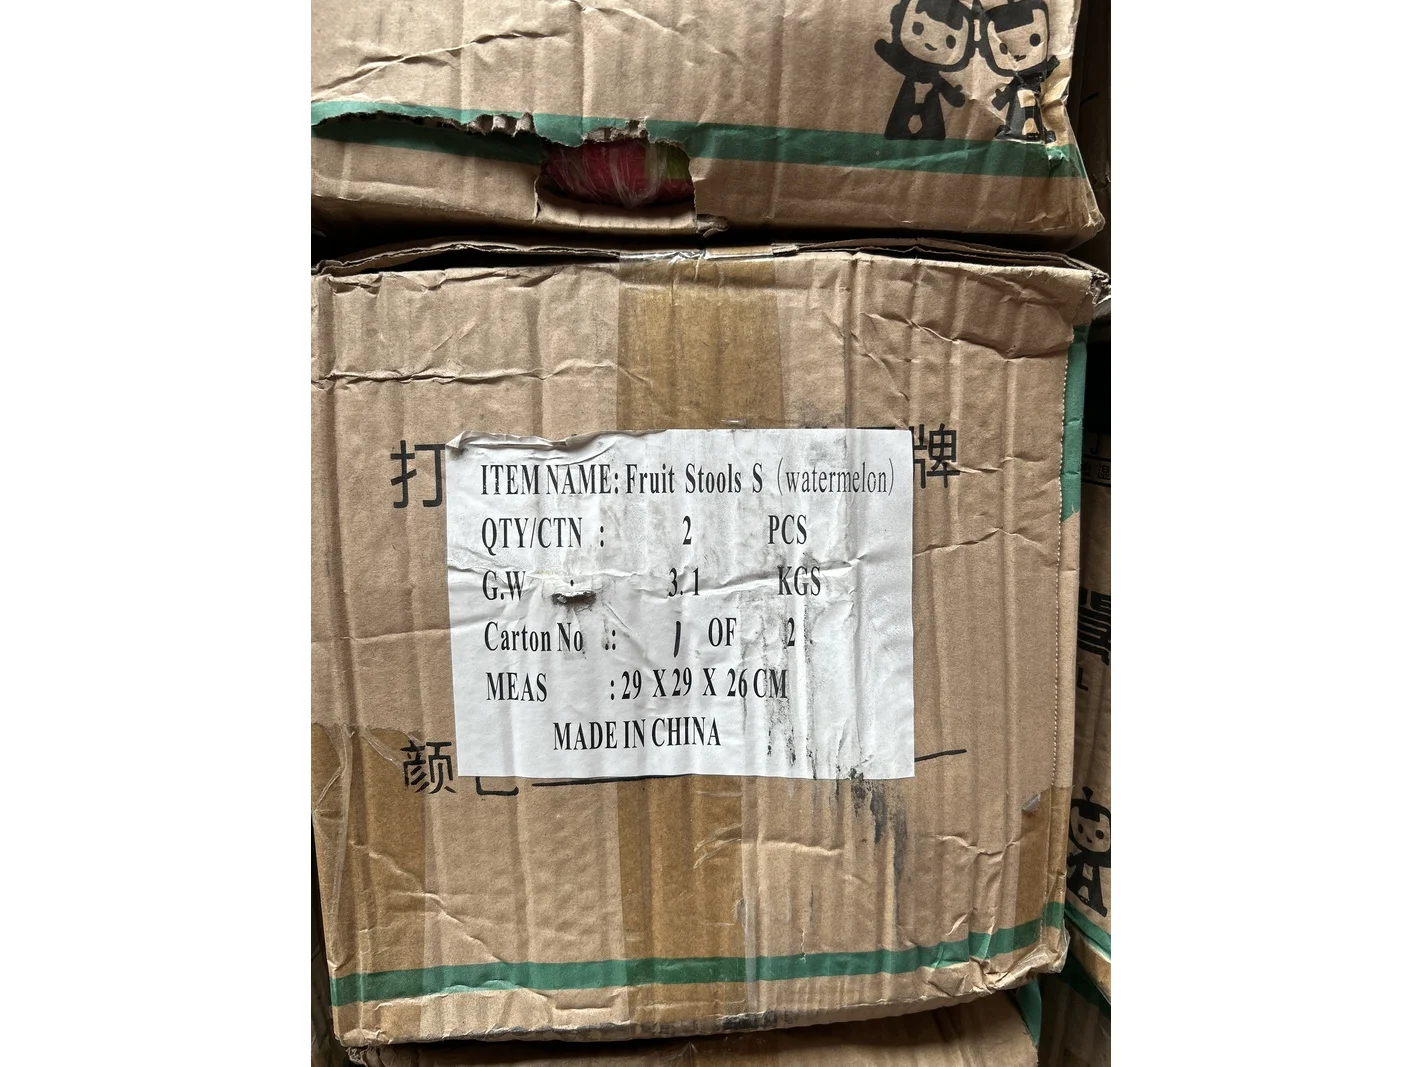 打 牌
ITEM NAME: Fruit Stools S (watermelon)
QTY/CTN : 2 PCS
G.W : 3.1 KGS
Carton No .: 1 OF 2
MEAS : 29 X 29 X 26 CM
MADE IN CHINA
颜